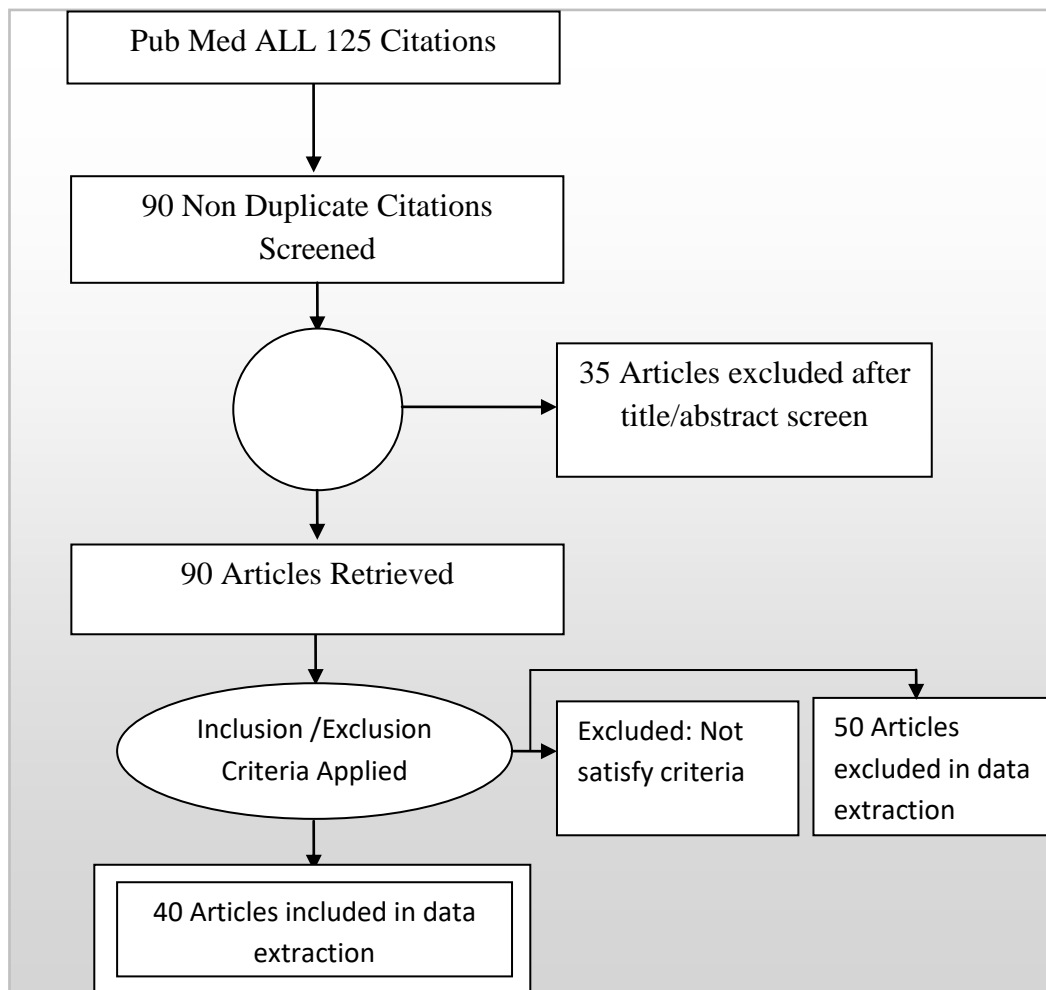 Pub Med ALL 125 Citations
90 Non Duplicate Citations
Screened
35 Articles excluded after
title/abstract screen
90 Articles Retrieved
Inclusion /Exclusion
Criteria Applied
Excluded: Not
satisfy criteria
50 Articles
excluded in data
extraction
40 Articles included in data
extraction